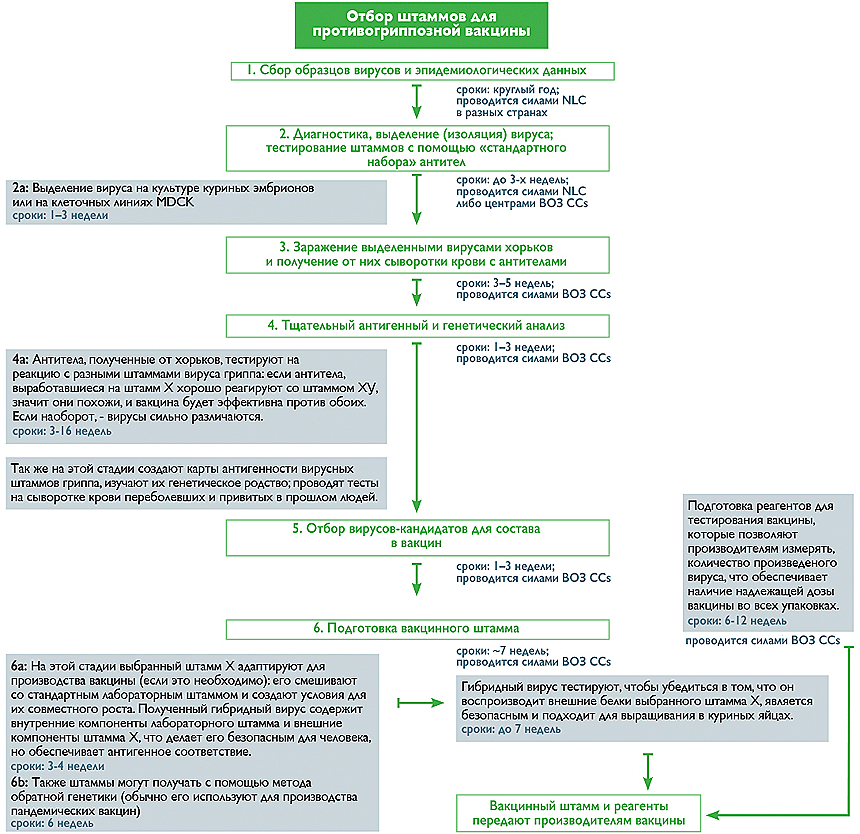 Отбор штаммов для
противогриппозной вакцины
1. Сбор образцов вирусов и эпидемиологических данных
сроки: круглый год;
проводится силами NLC
в разных странах
2. Диагностика, выделение (изоляция) вируса;
тестирование штаммов с помощью «стандартного
набора» антител
2а: Выделение вируса на культуре куриных эмбрионов
или на клеточных линиях MDCK
сроки: 1–3 недели
сроки: до 3-х недель;
проводится силами NLC
либо центрами ВОЗ CCs
3. Заражение выделенными вирусами хорьков
и получение от них сыворотки крови с антителами
сроки: 3–5 недель;
проводится силами ВОЗ CCs
4. Тщательный антигенный и генетический анализ
сроки: 1–3 недели;
проводится силами ВОЗ CCs
4а: Антитела, полученные от хорьков, тестируют на
реакцию с разными штаммами вируса гриппа: если антитела,
выработавшиеся на штамм Х хорошо реагируют со штаммом ХУ,
значит они похожи, и вакцина будет эффективна против обоих.
Если наоборот, - вирусы сильно различаются.
сроки: 3-16 недель
Так же на этой стадии создают карты антигенности вирусных
штаммов гриппа, изучают их генетическое родство; проводят тесты
на сыворотке крови переболевших и привитых в прошлом людей.
5. Отбор вирусов-кандидатов для состава
в вакцин
сроки: 1–3 недели;
проводится силами ВОЗ CCs
Подготовка реагентов для
тестирования вакцины,
которые позволяют
производителям измерять,
количество произведеного
вируса, что обеспечивает
наличие надлежащей дозы
вакцины во всех упаковках.
сроки: 6-12 недель
проводится силами ВОЗ CCs
6. Подготовка вакцинного штамма
сроки: ~7 недель;
проводится силами ВОЗ CCs
6а: На этой стадии выбранный штамм Х адаптируют для
производства вакцины (если это необходимо): его смешивают
со стандартным лабораторным штаммом и создают условия для
их совместного роста. Полученный гибридный вирус содержит
внутренние компоненты лабораторного штамма и внешние
компоненты штамма Х, что делает его безопасным для человека,
но обеспечивает антигенное соответствие.
сроки: 3-4 недели
6b: Также штаммы могут получать с помощью метода
обратной генетики (обычно его используют для производства
пандемических вакцин)
сроки: 6 недель
Гибридный вирус тестируют, чтобы убедиться в том, что он
воспроизводит внешние белки выбранного штамма Х, является
безопасным и подходит для выращивания в куриных яйцах.
сроки: до 7 недель
Вакцинный штамм и реагенты
передают производителям вакцины